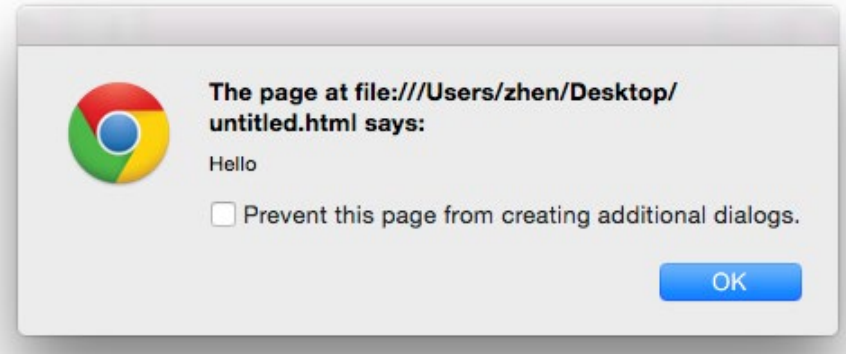 The page at file:///Users/zhen/Desktop/
untitled.html says:
Hello
Prevent this page from creating additional dialogs.
OK